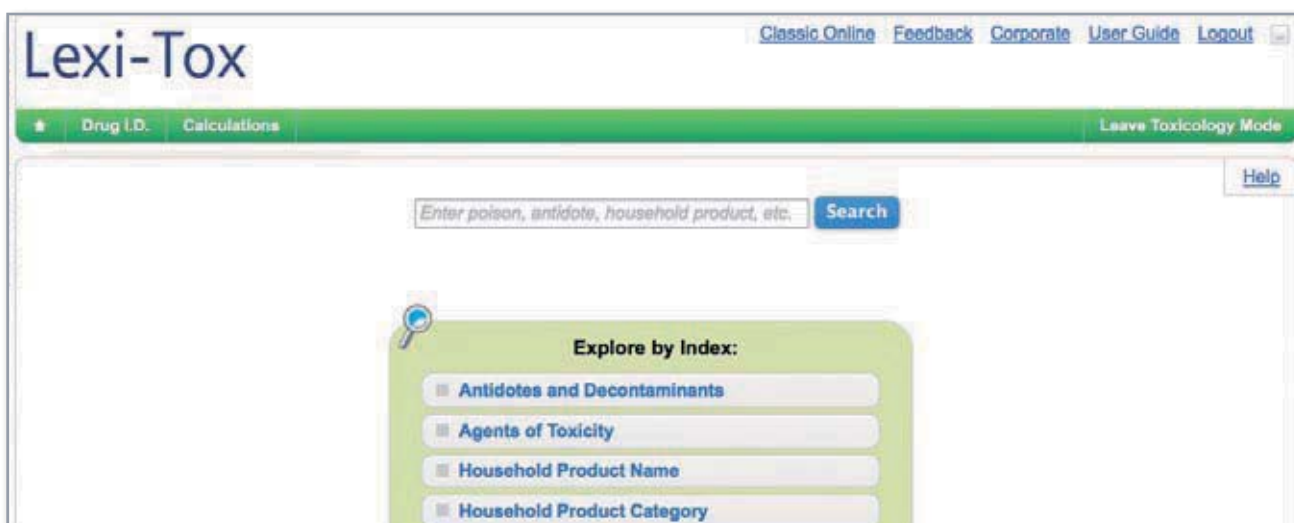 Lexi-Tox
Classic Online Feedback Corporate User Guide Logout
Drug I.D. Calculations Leave Toxicology Mode
Help
Enter poison, antidote, household product, etc. Search
Explore by Index:
Antidotes and Decontaminants
Agents of Toxicity
Household Product Name
Household Product Category